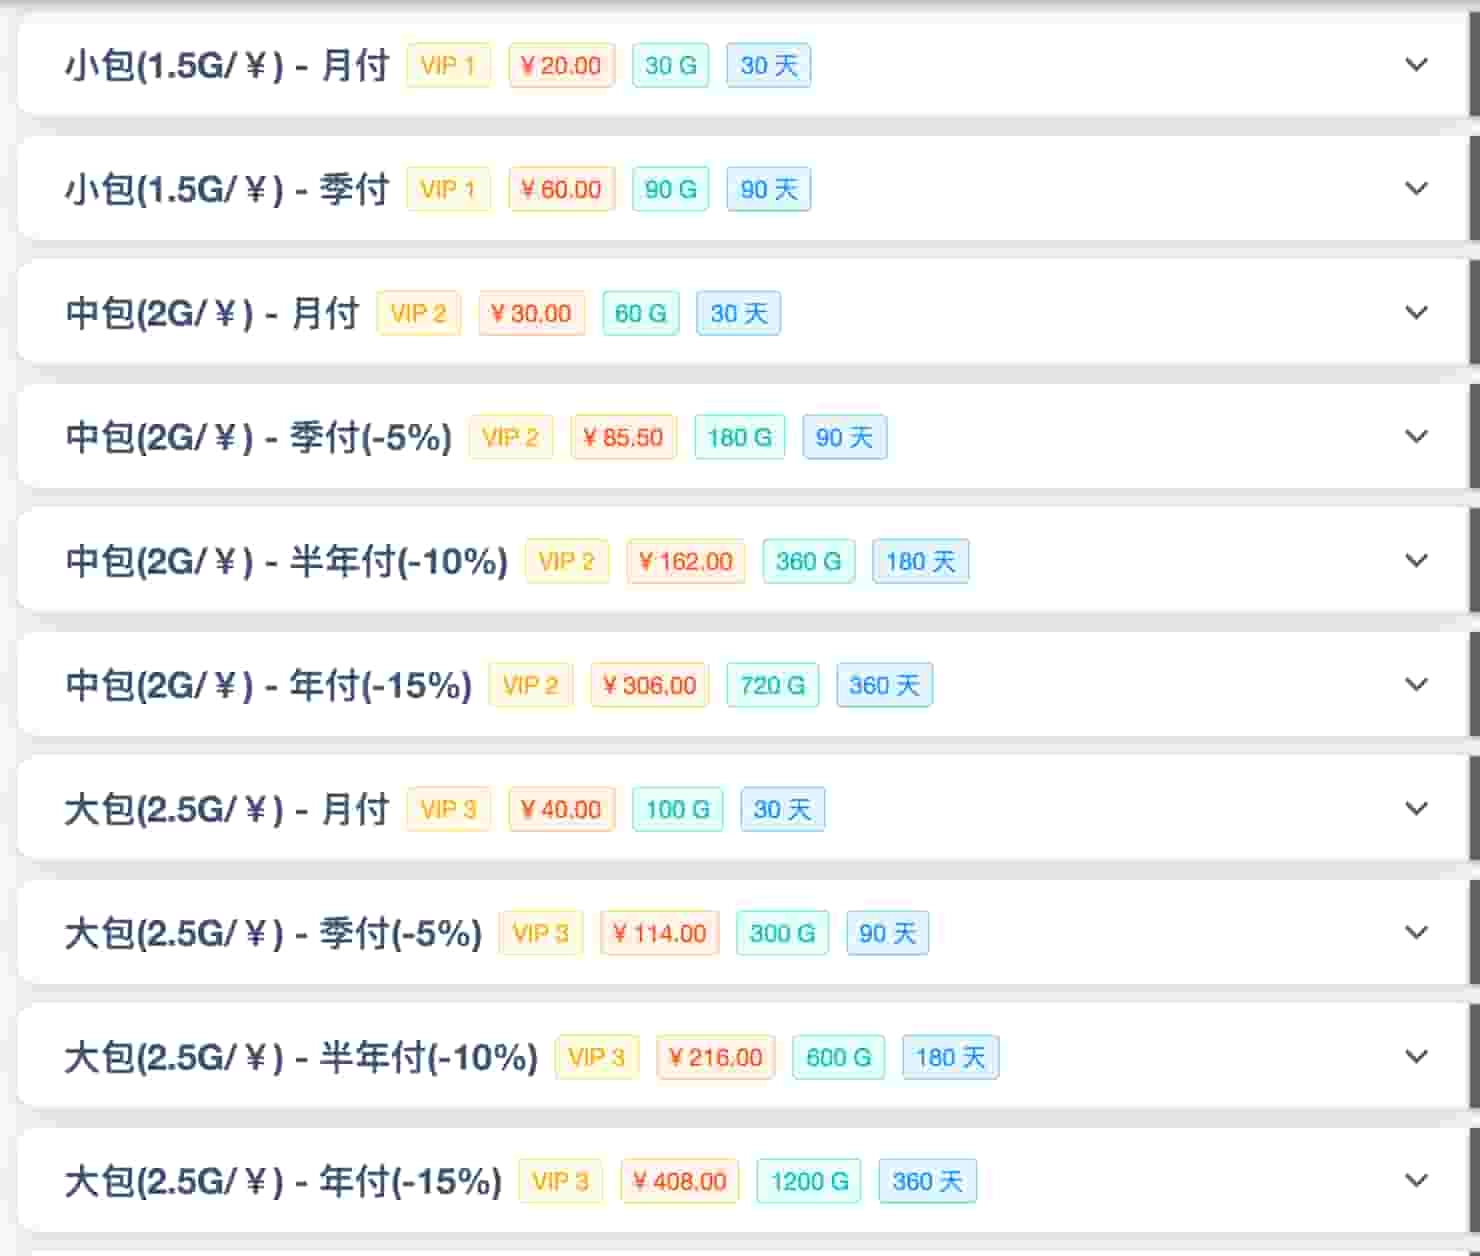 小包(1.5G/¥) - 月付 VIP 1 ¥ 20.00 30 G 30 天
小包(1.5G/¥) - 季付 VIP 1 ¥ 60.00 90 G 90 天
中包(2G/¥) - 月付 VIP 2 ¥ 30.00 60 G 30 天
中包(2G/¥) - 季付(-5%) VIP 2 ¥ 85.50 180 G 90 天
中包(2G/¥) - 半年付(-10%) VIP 2 ¥ 162.00 360 G 180 天
中包(2G/¥) - 年付(-15%) VIP 2 ¥ 306.00 720 G 360 天
大包(2.5G/¥) - 月付 VIP 3 ¥ 40.00 100 G 30 天
大包(2.5G/¥) - 季付(-5%) VIP 3 ¥ 114.00 300 G 90 天
大包(2.5G/¥) - 半年付(-10%) VIP 3 ¥ 216.00 600 G 180 天
大包(2.5G/¥) - 年付(-15%) VIP 3 ¥ 408.00 1200 G 360 天